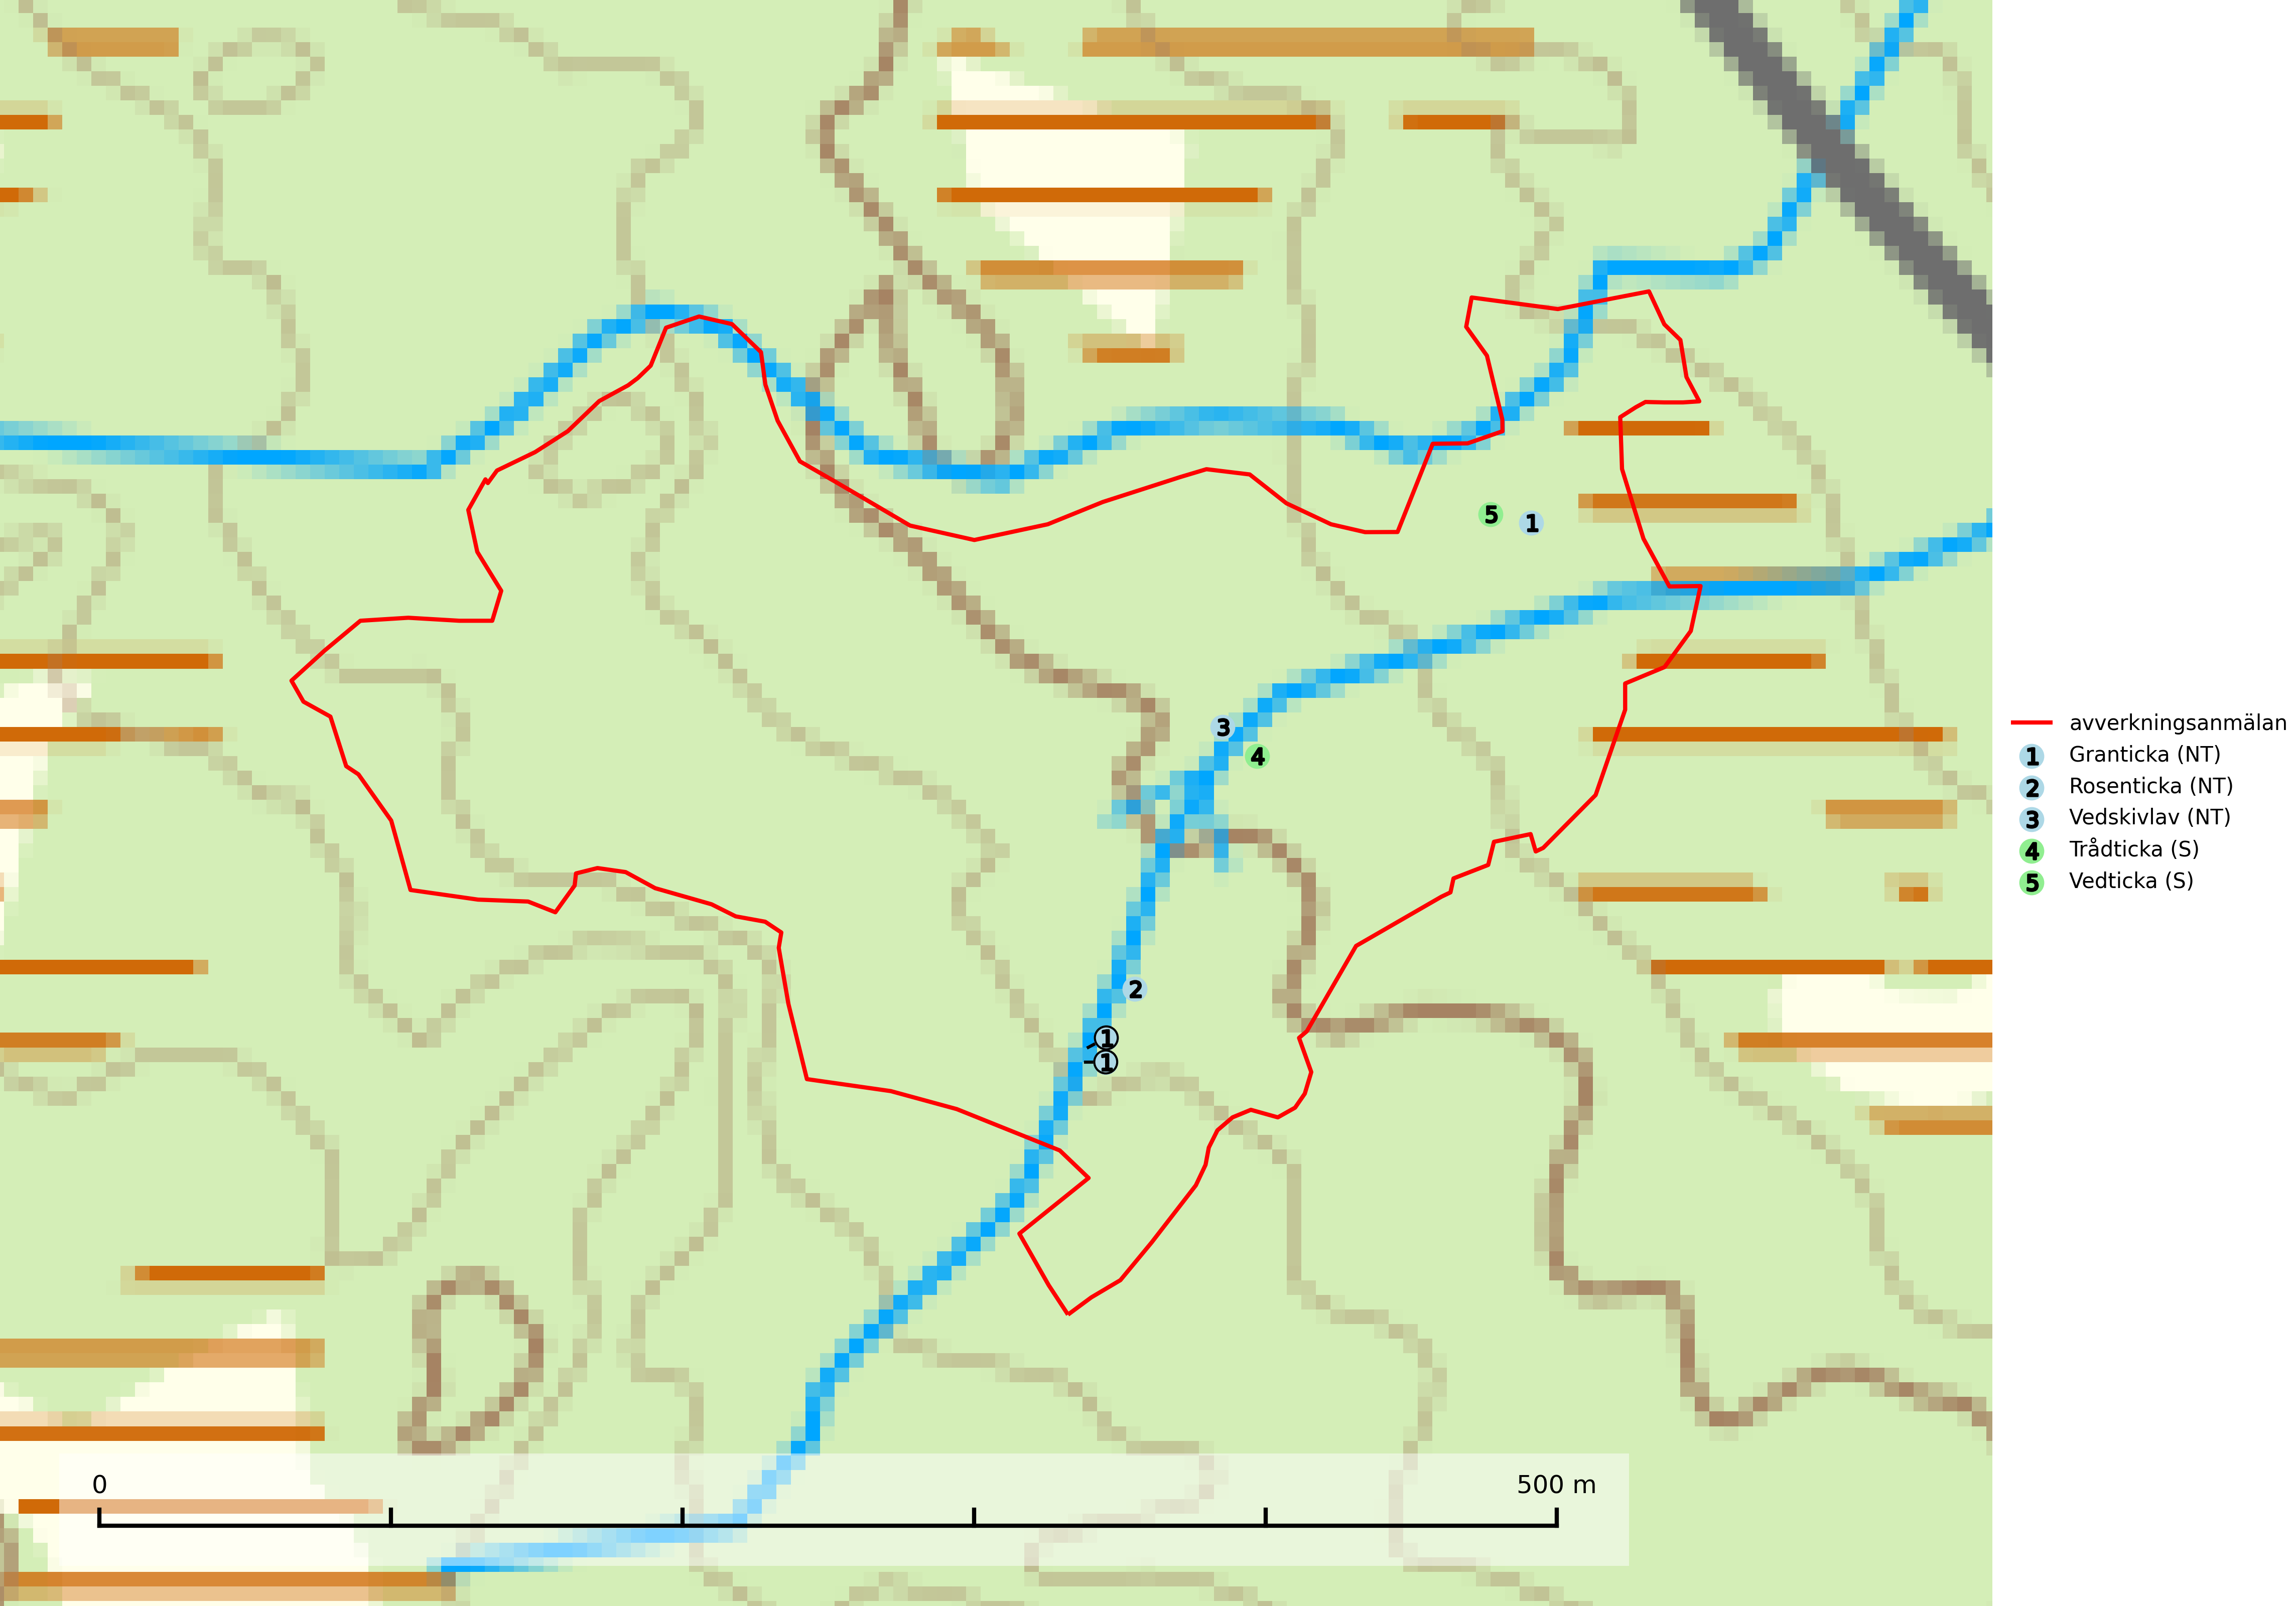 5 1
3
4
2
1
1
0 500 m
avverkningsanmälan
1 Granticka (NT)
2 Rosenticka (NT)
3 Vedskivlav (NT)
4 Trådticka (S)
5 Vedticka (S)